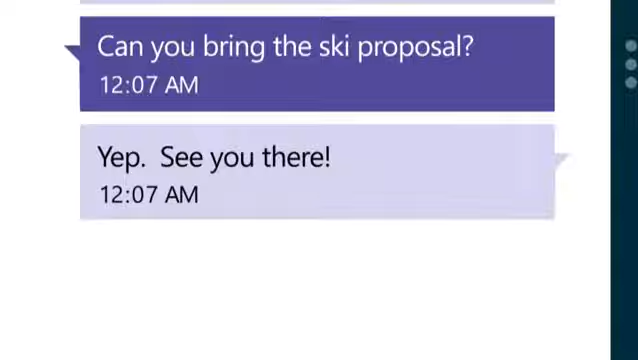 Can you bring the ski proposal?
12:07 AM
Yep.  See you there!
12:07 AM